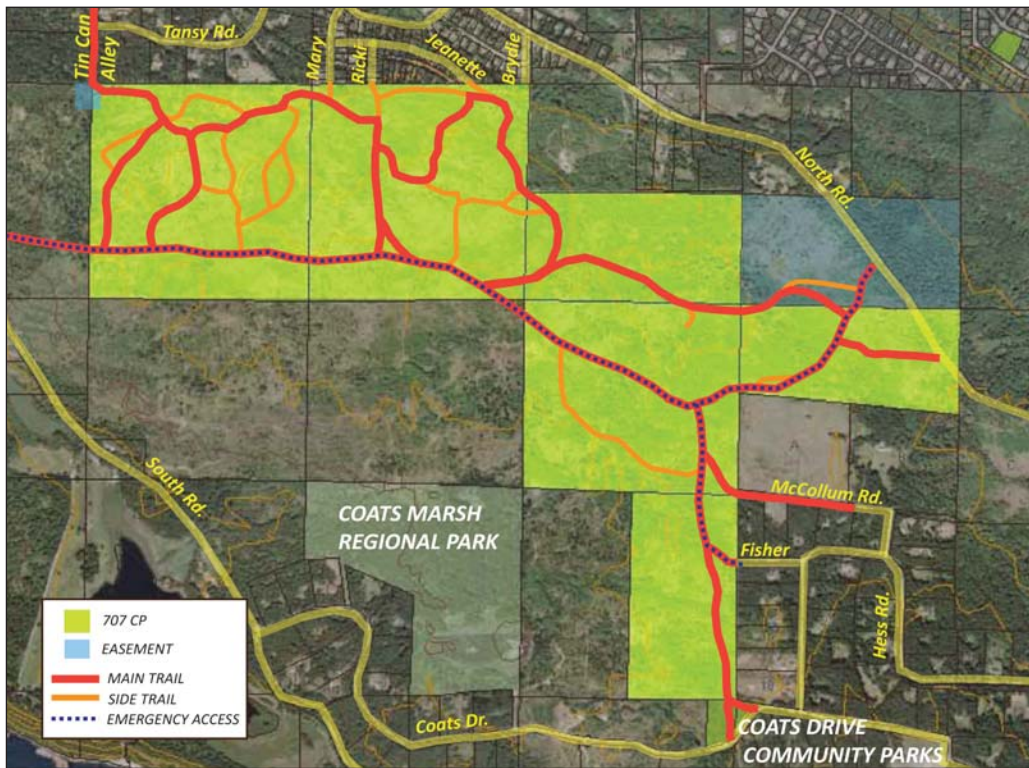 Tin Can
Alley
Tansy Rd.
Mary
Ricki
Jeanette
Brydie
North Rd.
South Rd.
COATS MARSH
REGIONAL PARK
McCollum Rd.
Fisher
Hess Rd.
Coats Dr.
COATS DRIVE
COMMUNITY PARKS
707 CP
EASEMENT
MAIN TRAIL
SIDE TRAIL
EMERGENCY ACCESS